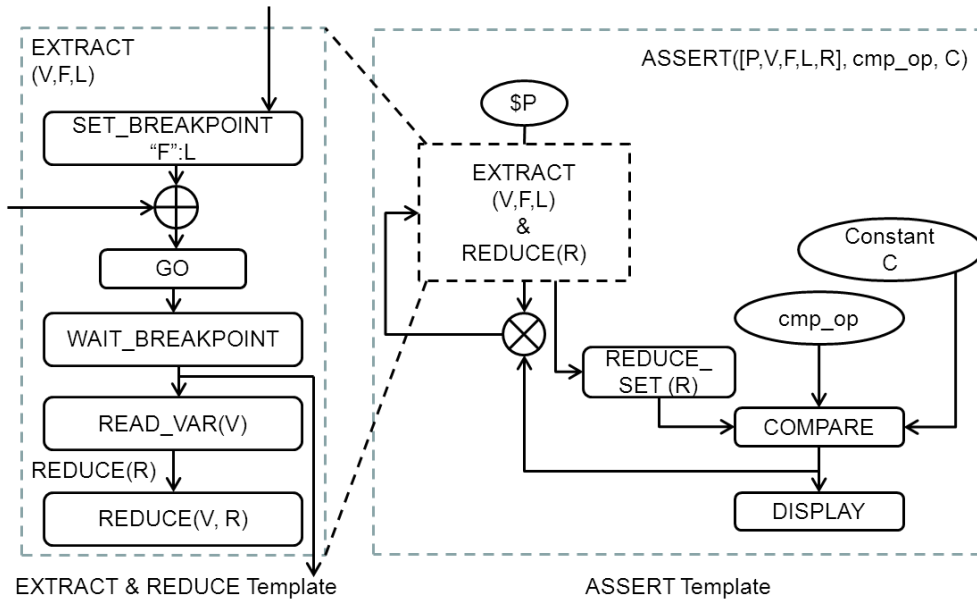 EXTRACT
(V,F,L)
SET_BREAKPOINT
“F”:L
GO
WAIT_BREAKPOINT
READ_VAR(V)
REDUCE(R)
REDUCE(V, R)
EXTRACT & REDUCE Template
ASSERT([P,V,F,L,R], cmp_op, C)
$P
EXTRACT
(V,F,L)
&
REDUCE(R)
Constant
C
cmp_op
REDUCE_
SET (R)
COMPARE
DISPLAY
ASSERT Template